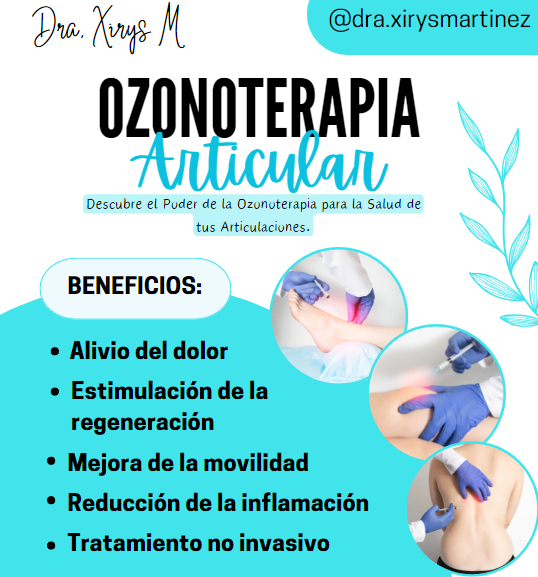 Dra. Xirys M
@dra.xirysmartinez
OZONOTERAPIA
Articular
Descubre el Poder de la Ozonoterapia para la Salud de
tus Articulaciones.
BENEFICIOS:
• Alivio del dolor
• Estimulación de la
regeneración
• Mejora de la movilidad
• Reducción de la inflamación
• Tratamiento no invasivo